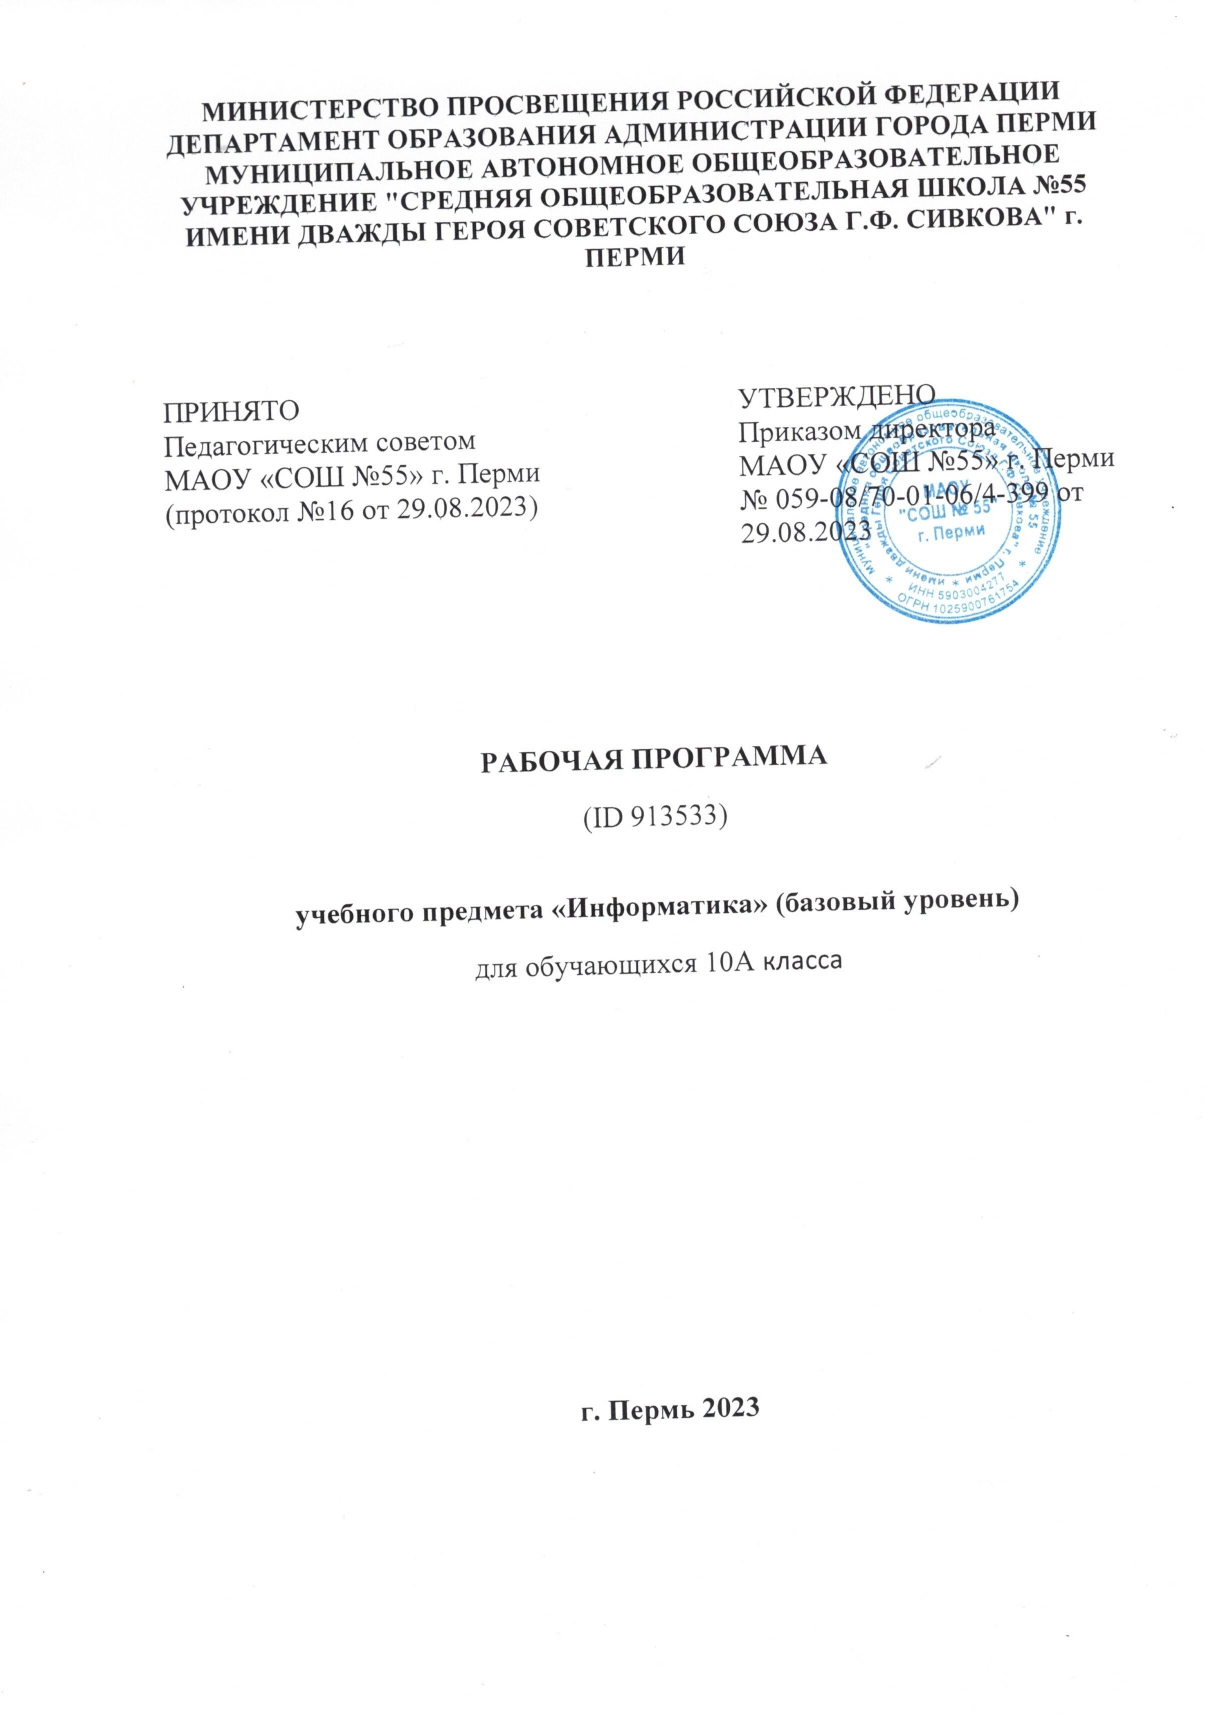 МИНИСТЕРСТВО ПРОСВЕЩЕНИЯ РОССИЙСКОЙ ФЕДЕРАЦИИ
ДЕПАРТАМЕНТ ОБРАЗОВАНИЯ АДМИНИСТРАЦИИ ГОРОДА ПЕРМИ
МУНИЦИПАЛЬНОЕ АВТОНОМНОЕ ОБЩЕОБРАЗОВАТЕЛЬНОЕ
УЧРЕЖДЕНИЕ "СРЕДНЯЯ ОБЩЕОБРАЗОВАТЕЛЬНАЯ ШКОЛА №55
ИМЕНИ ДВАЖДЫ ГЕРОЯ СОВЕТСКОГО СОЮЗА Г.Ф. СИВКОВА" г.
ПЕРМИ
ПРИНЯТО
Педагогическим советом
МАОУ «СОШ №55» г. Перми
(протокол №16 от 29.08.2023)
УТВЕРЖДЕНО
Приказом директора
МАОУ «СОШ №55» г. Перми
№ 059-08/70-01-06/4-399 от
29.08.2023
МАОУ
"СОШ № 55"
г. Перми
ИНН 5903004277
ОГРН 1025900761754
РАБОЧАЯ ПРОГРАММА
(ID 913533)
учебного предмета «Информатика» (базовый уровень)
для обучающихся 10А класса
г. Пермь 2023